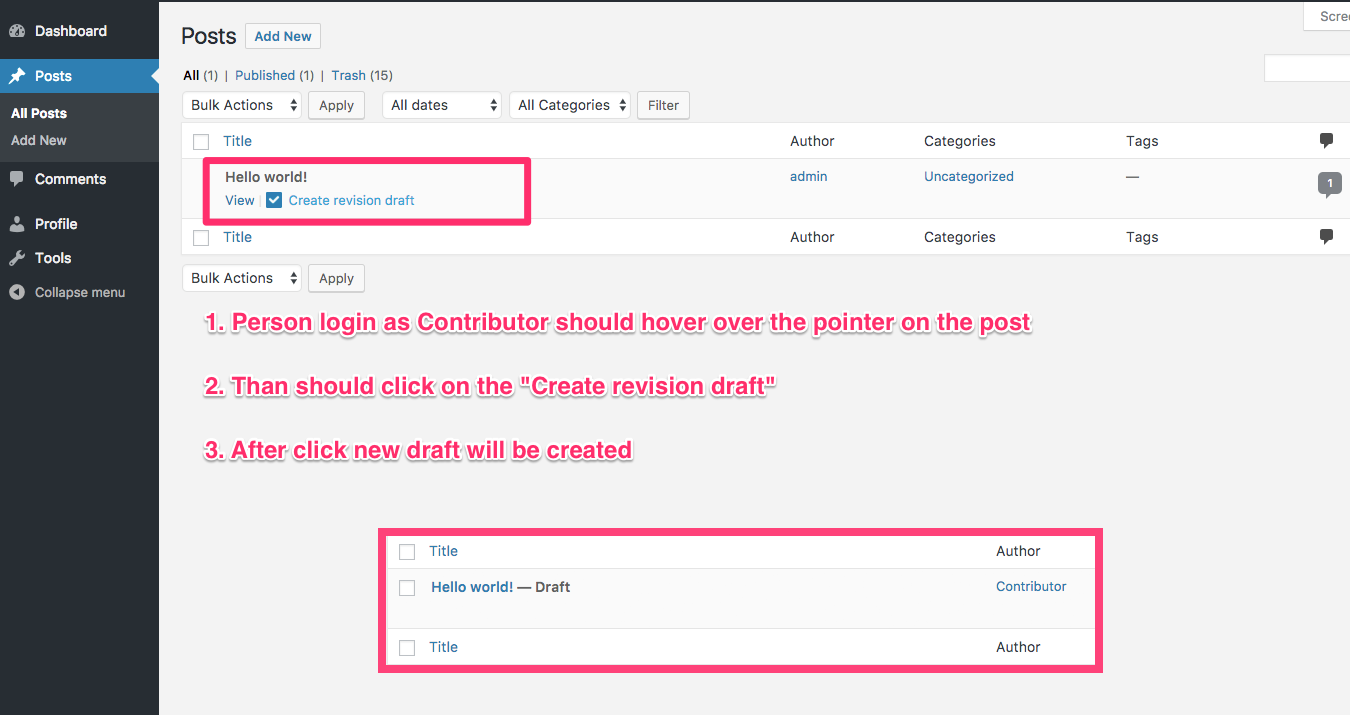 Dashboard
Posts
All Posts
Add New
Comments
Profile
Tools
Collapse menu
Posts Add New
All (1) | Published (1) | Trash (15)
Bulk Actions Apply All dates All Categories Filter
Title Author Categories Tags
Hello world! admin Uncategorized — 1
View | Create revision draft
Title Author Categories Tags
Bulk Actions Apply
1. Person login as Contributor should hover over the pointer on the post
2. Than should click on the "Create revision draft"
3. After click new draft will be created
Title Author
Hello world! — Draft Contributor
Title Author